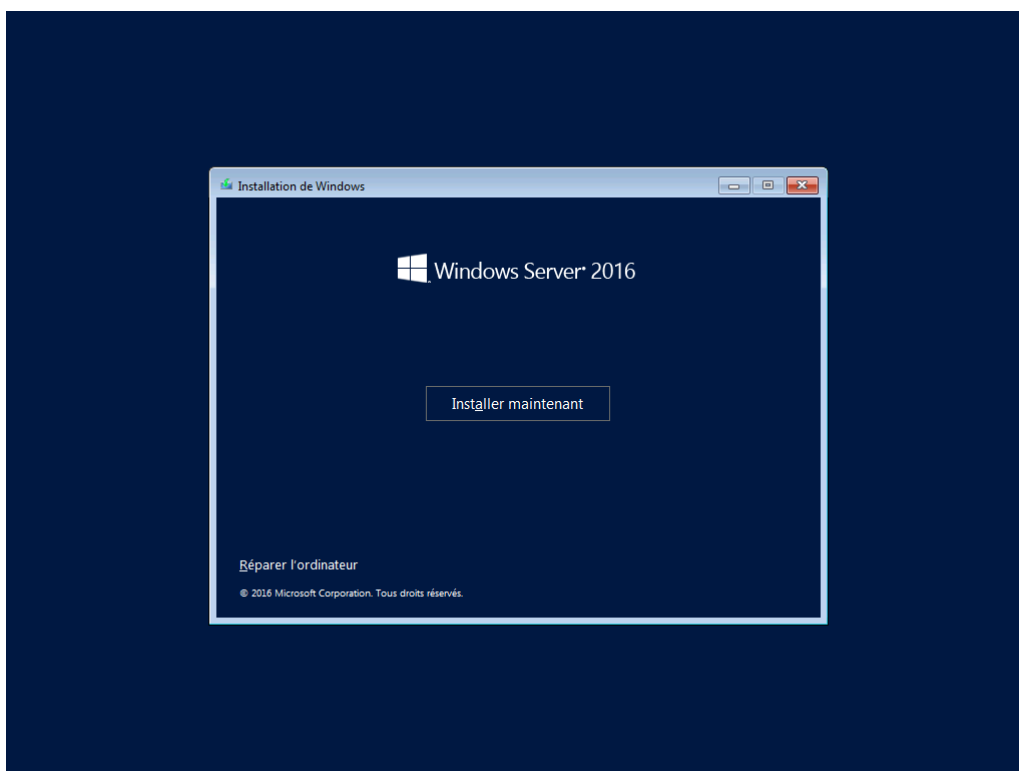 Installation de Windows
Windows Server® 2016
Installer maintenant
Réparer l'ordinateur
© 2016 Microsoft Corporation. Tous droits réservés.